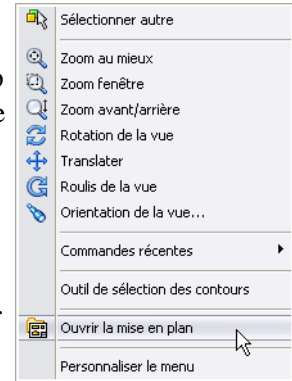 Sélectionner autre
Zoom au mieux
Zoom fenêtre
Zoom avant/arrière
Rotation de la vue
Translater
Roulis de la vue
Orientation de la vue...
Commandes récentes
Outil de sélection des contours
Ouvrir la mise en plan
Personnaliser le menu